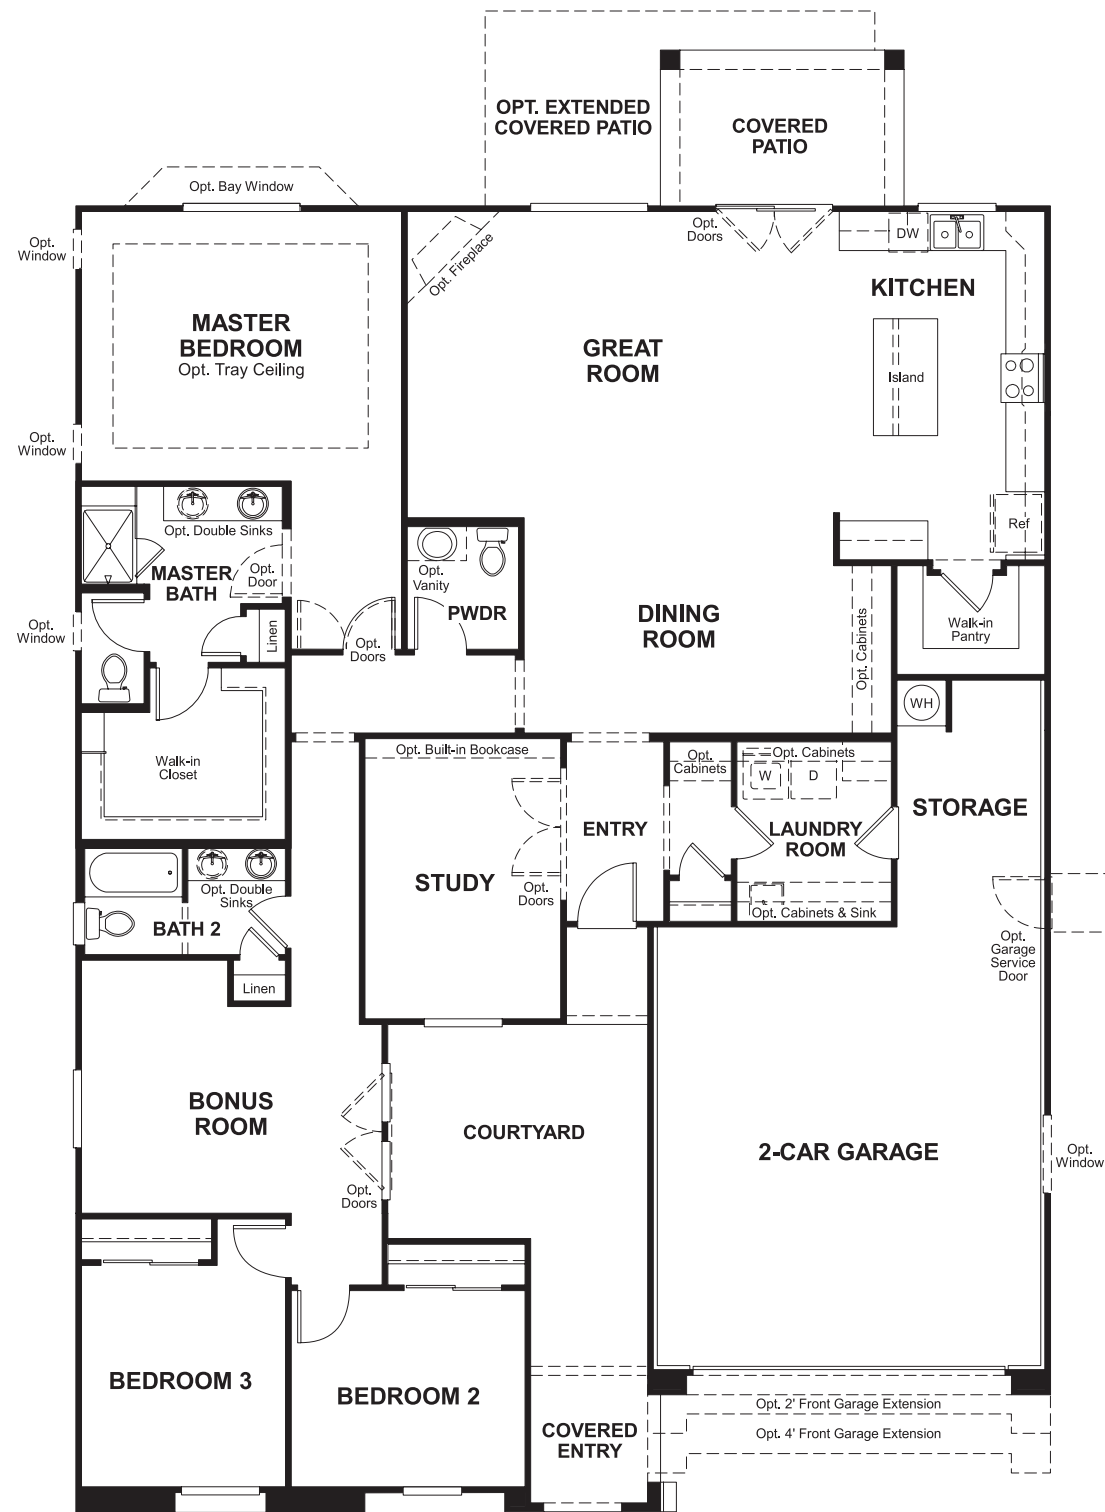 OPT. EXTENDED
COVERED PATIO
COVERED
PATIO
Opt. Bay Window
Opt.
Window
Opt. Fireplace
Opt.
Doors
DW
KITCHEN
MASTER
BEDROOM
Opt. Tray Ceiling
GREAT
ROOM
Island
Opt.
Window
Ref
Opt. Double Sinks
MASTER
BATH
Opt.
Door
Opt.
Vanity
PWDR
DINING
ROOM
Opt. Cabinets
Walk-in
Pantry
Opt.
Window
Linen
Opt.
Doors
WH
Walk-in
Closet
Opt. Built-in Bookcase
Opt.
Cabinets
Opt. Cabinets
W
D
STORAGE
ENTRY
LAUNDRY
ROOM
STUDY
Opt.
Doors
Opt. Double
Sinks
BATH 2
Opt. Cabinets & Sink
Opt.
Garage
Service
Door
Linen
BONUS
ROOM
COURTYARD
2-CAR GARAGE
Opt.
Window
Opt.
Doors
BEDROOM 3
BEDROOM 2
COVERED
ENTRY
Opt. 2' Front Garage Extension
Opt. 4' Front Garage Extension